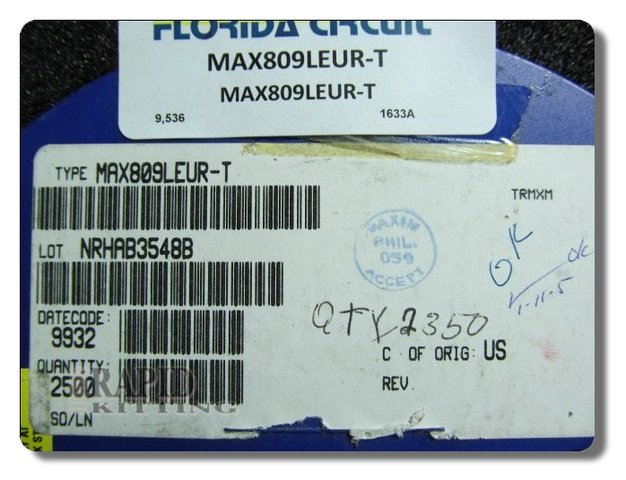 FLORIDA CIRCUIT
MAX809LEUR-T
MAX809LEUR-T
9,536 1633A
TYPE MAX809LEUR-T
TRMXM
LOT NRHAB3548B
MAXIM
PHIL.
059
ACCEPT
OK
OK
1-11-5
DATECODE:
9932
QTY 2350
C OF ORIG: US
QUANTITY:
2500
REV.
RAPID
KITTING
SO/LN
P